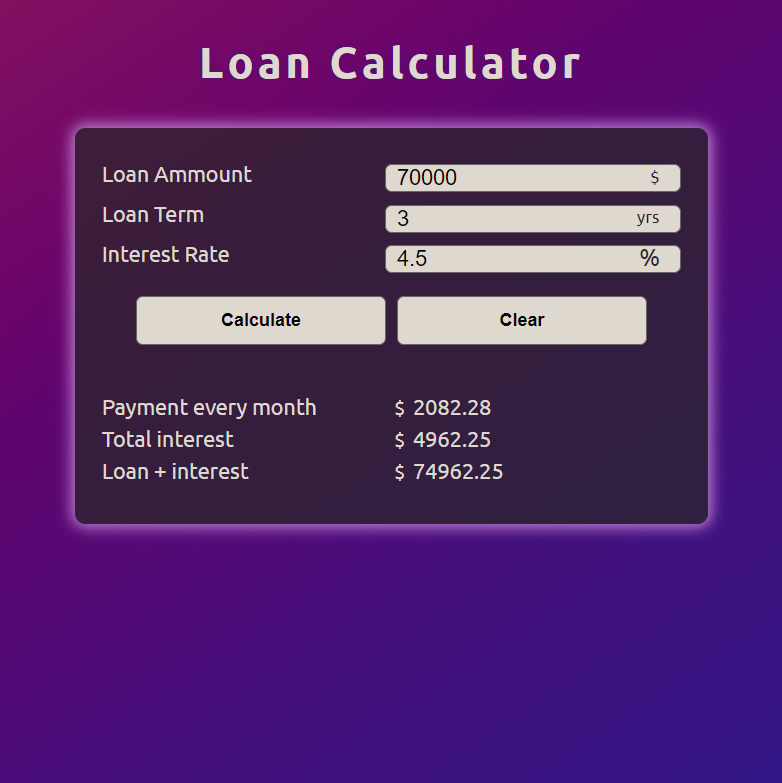 Loan Calculator
Loan Ammount 70000 $
Loan Term 3 yrs
Interest Rate 4.5 %
Calculate Clear
Payment every month $ 2082.28
Total interest $ 4962.25
Loan + interest $ 74962.25